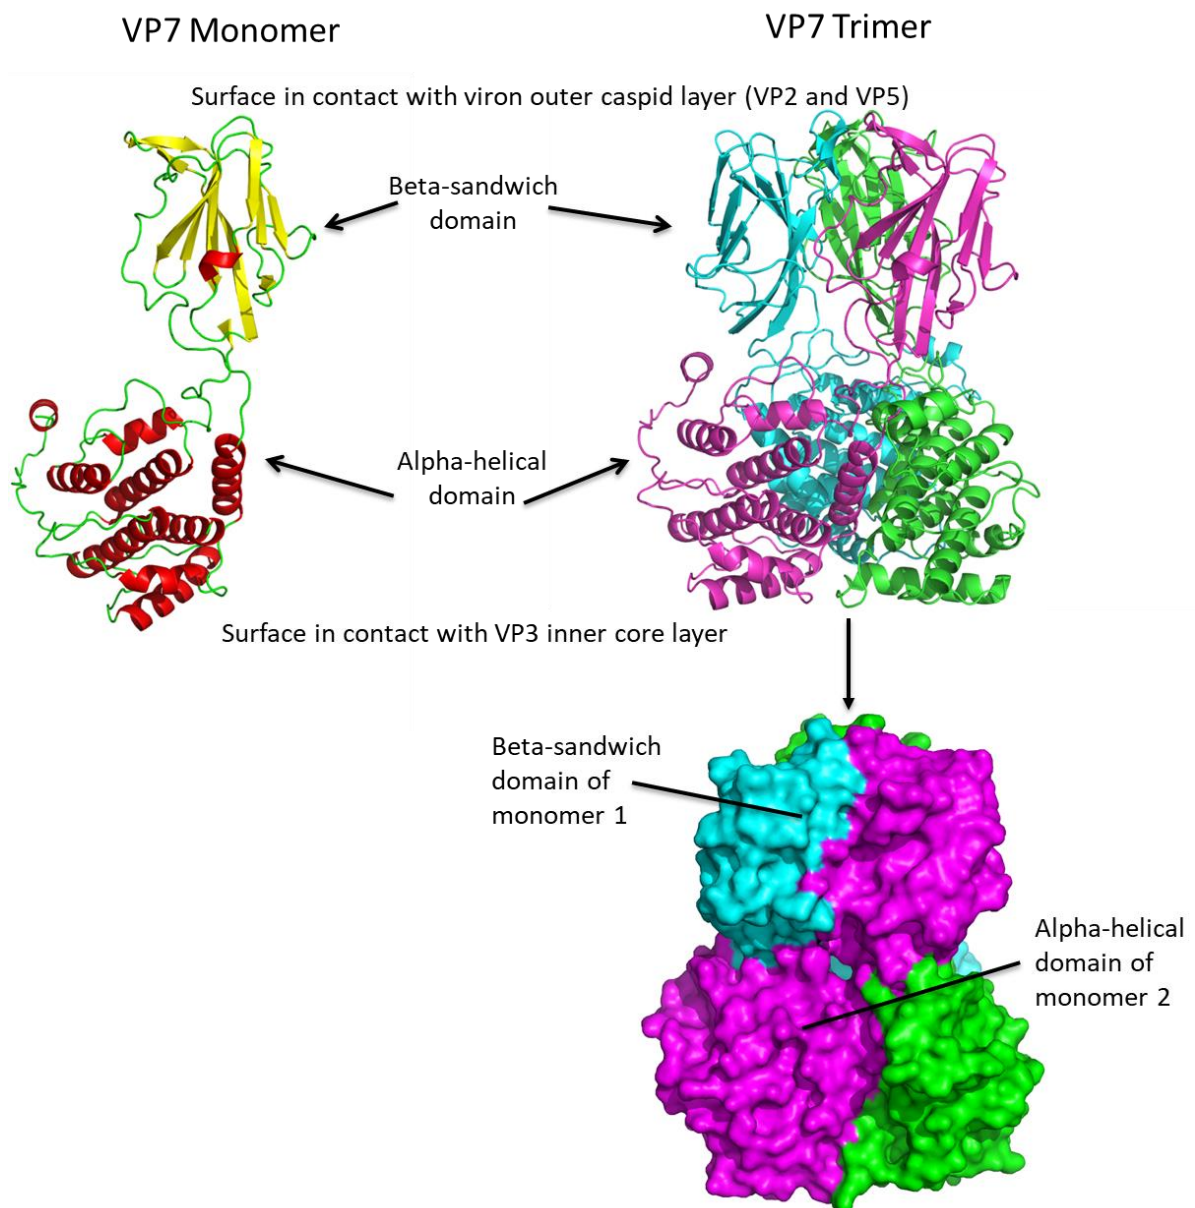 VP7 Monomer
VP7 Trimer
Surface in contact with viron outer caspid layer (VP2 and VP5)
Beta-sandwich
domain
Alpha-helical
domain
Surface in contact with VP3 inner core layer
Beta-sandwich
domain of
monomer 1
Alpha-helical
domain of
monomer 2